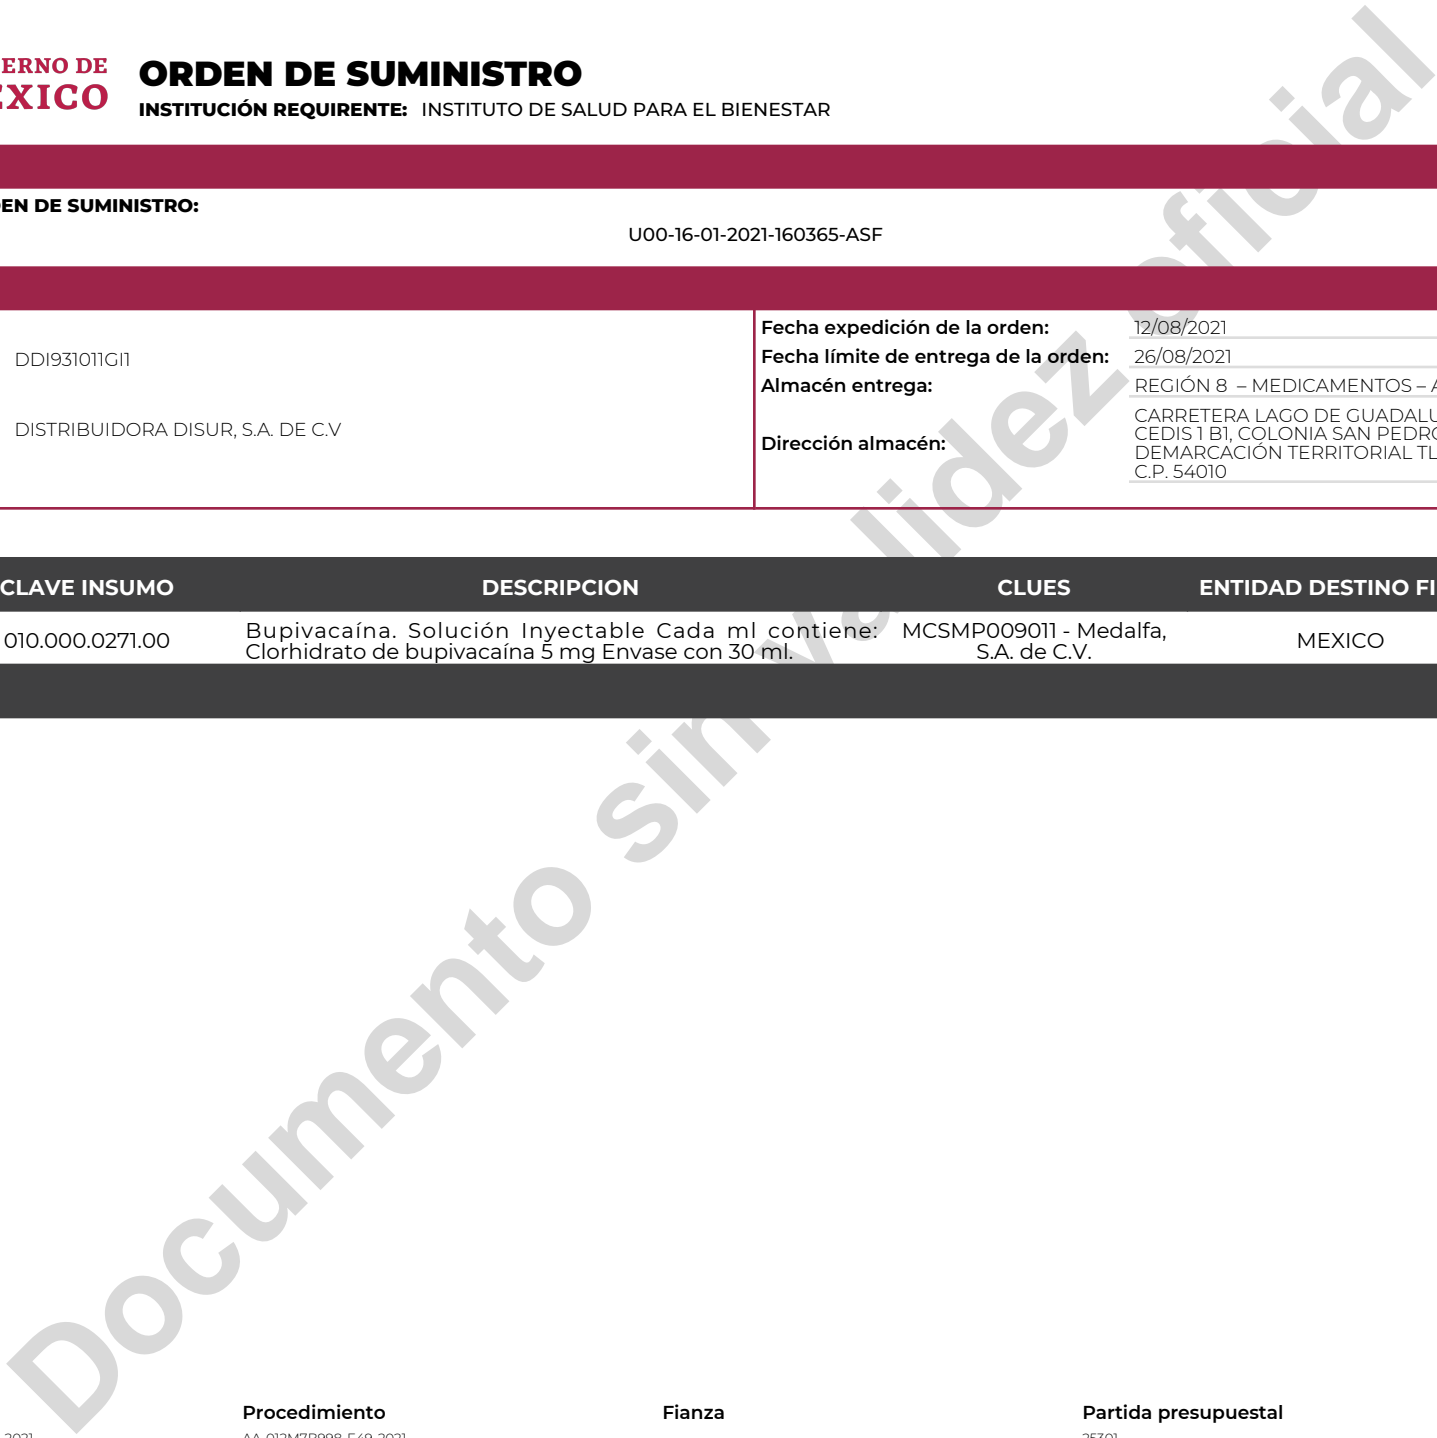 ERNO DE
ORDEN DE SUMINISTRO
INSTITUCIÓN REQUIRENTE: INSTITUTO DE SALUD PARA EL BIENESTAR
EN DE SUMINISTRO:
U00-16-01-2021-160365-ASF
DDI931011GI1
DISTRIBUIDORA DISUR, S.A. DE C.V
Fecha expedición de la orden: 12/08/2021
Fecha límite de entrega de la orden: 26/08/2021
Almacén entrega: REGIÓN 8 – MEDICAMENTOS –
Dirección almacén:
CARRETERA LAGO DE GUADALU
CEDIS 1 B1, COLONIA SAN PEDRO
DEMARCACIÓN TERRITORIAL TL
C.P. 54010
CLAVE INSUMO DESCRIPCION CLUES ENTIDAD DESTINO FI
010.000.0271.00
Bupivacaína. Solución Inyectable Cada ml contiene:
Clorhidrato de bupivacaína 5 mg Envase con 30 ml.
MCSMP009011 - Medalfa,
S.A. de C.V.
MEXICO
Documento sin validez oficial
Procedimiento Fianza Partida presupuestal